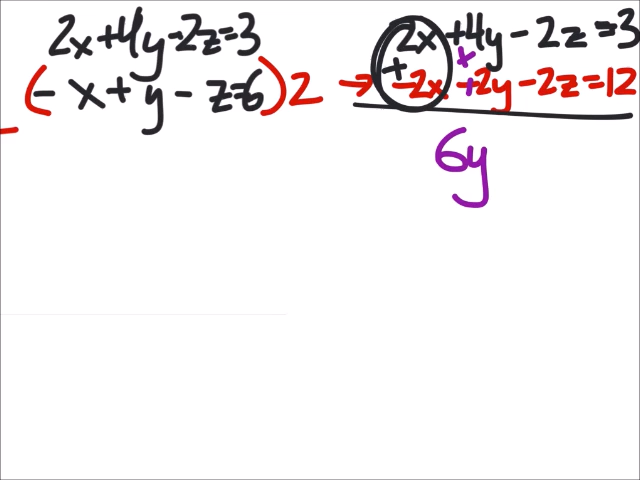 2x+4y-2z=3
(-x+y-z=6)2
→
2x+4y-2z=3
+
-2x+2y-2z=12
+
6y